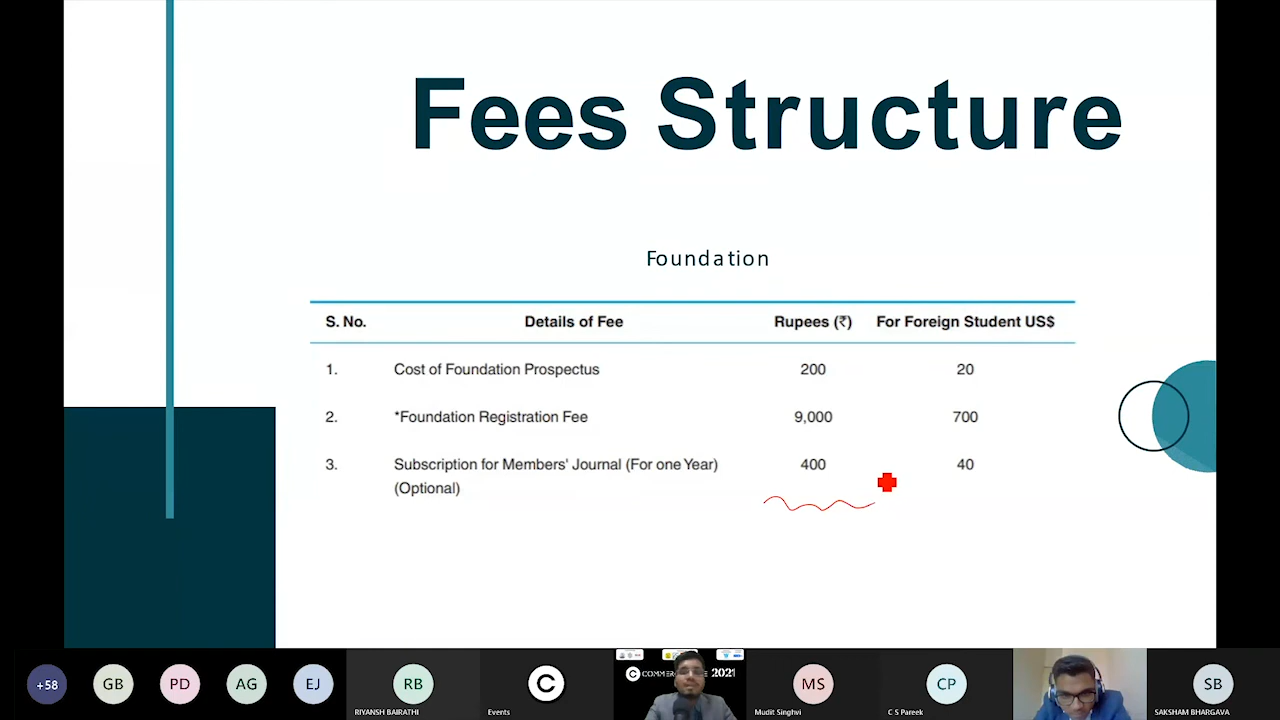 Fees Structure
Foundation
S. No. Details of Fee Rupees (₹) For Foreign Student US$
1. Cost of Foundation Prospectus 200 20
2. *Foundation Registration Fee 9,000 700
3. Subscription for Members' Journal (For one Year) 400 40
(Optional)
+58 GB PD AG EJ RB C MS CP SB
2021
RIYANSH BAIRATHI Events Mudit Singhvi C S Pareek SAKSHAM BHARGAVA